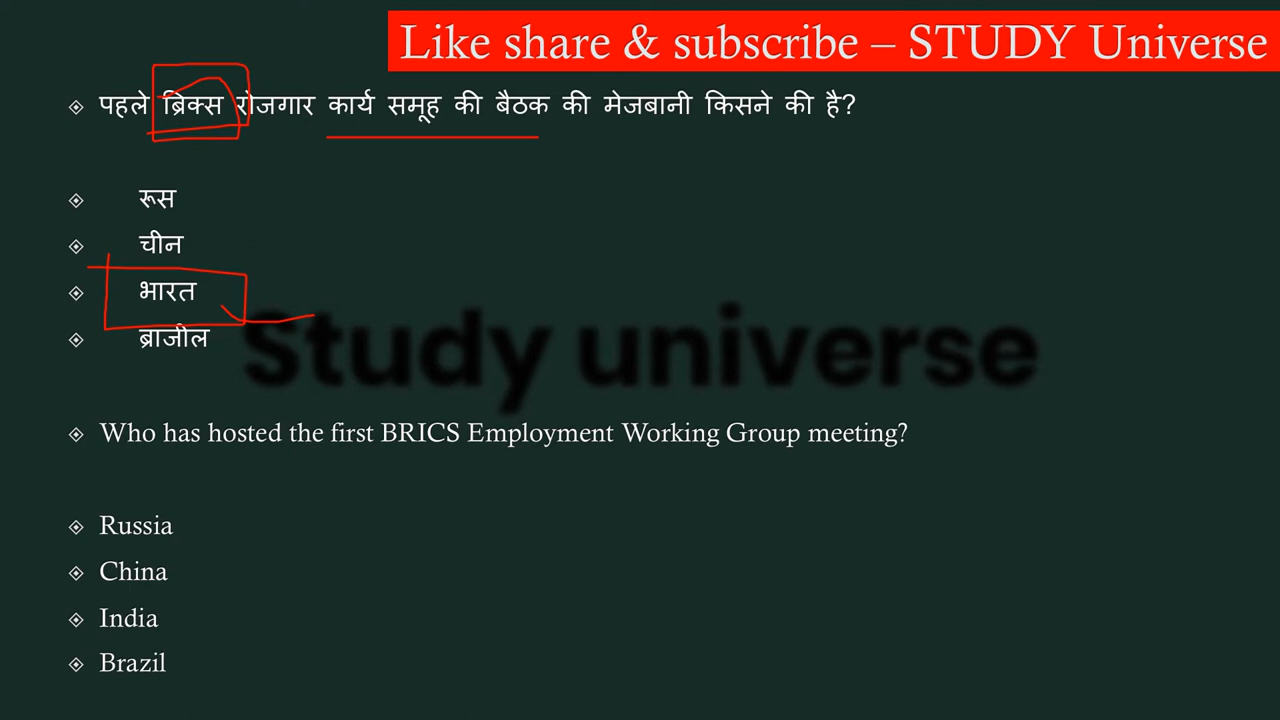 Like share & subscribe – STUDY Universe
पहले ब्रिक्स रोजगार कार्य समूह की बैठक की मेजबानी किसने की है?
रूस
चीन
भारत
ब्राजील
Study universe
Who has hosted the first BRICS Employment Working Group meeting?
Russia
China
India
Brazil